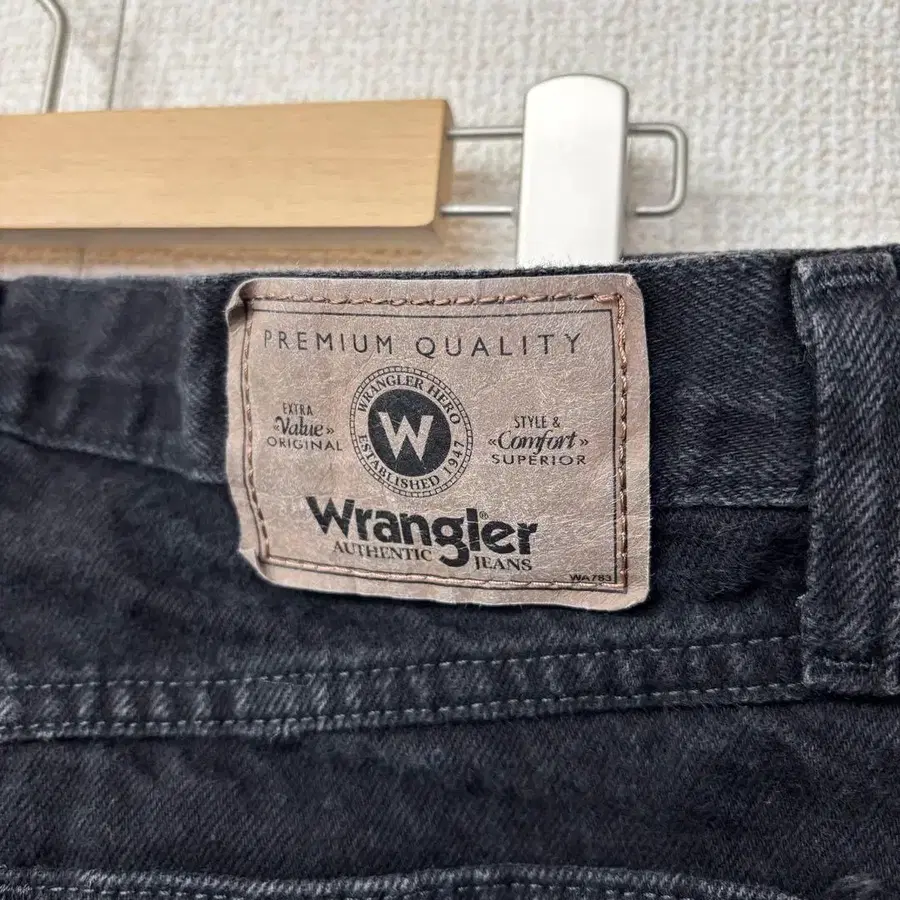 PREMIUM QUALITY
WRANGLER HERO
ESTABLISHED 1947
W
EXTRA
«Value»
ORIGINAL
STYLE &
«Comfort»
SUPERIOR
Wrangler®
AUTHENTIC JEANS
WA783